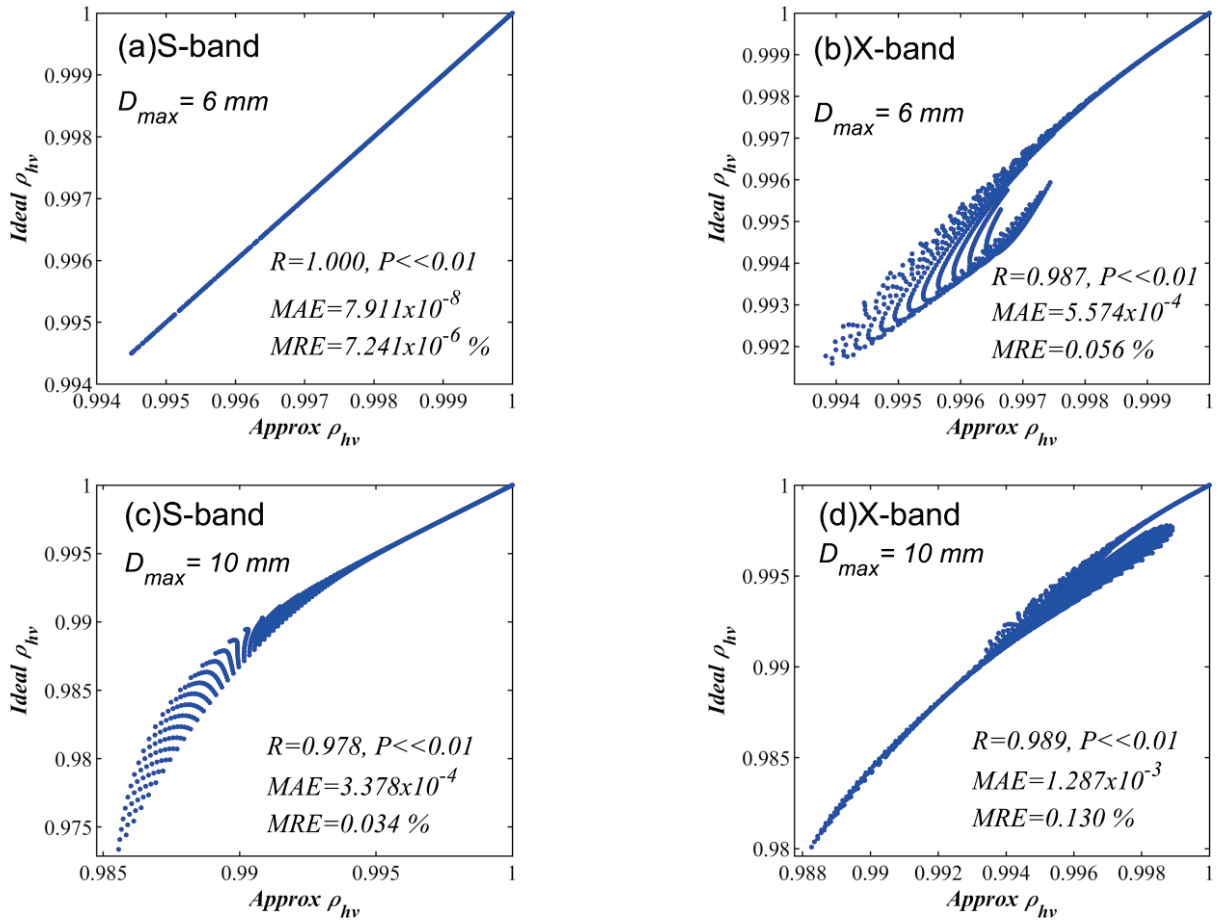 (a)S-band
D_max= 6 mm
R=1.000, P<<0.01
MAE=7.911x10^-8
MRE=7.241x10^-6 %
Ideal ρ_hv
1
0.999
0.998
0.997
0.996
0.995
0.994
0.994 0.995 0.996 0.997 0.998 0.999 1
Approx ρ_hv
(b)X-band
D_max= 6 mm
R=0.987, P<<0.01
MAE=5.574x10^-4
MRE=0.056 %
Ideal ρ_hv
1
0.999
0.998
0.997
0.996
0.995
0.994
0.993
0.992
0.994 0.995 0.996 0.997 0.998 0.999 1
Approx ρ_hv
(c)S-band
D_max= 10 mm
R=0.978, P<<0.01
MAE=3.378x10^-4
MRE=0.034 %
Ideal ρ_hv
1
0.995
0.99
0.985
0.98
0.975
0.985 0.99 0.995 1
Approx ρ_hv
(d)X-band
D_max= 10 mm
R=0.989, P<<0.01
MAE=1.287x10^-3
MRE=0.130 %
Ideal ρ_hv
1
0.995
0.99
0.985
0.98
0.988 0.99 0.992 0.994 0.996 0.998 1
Approx ρ_hv